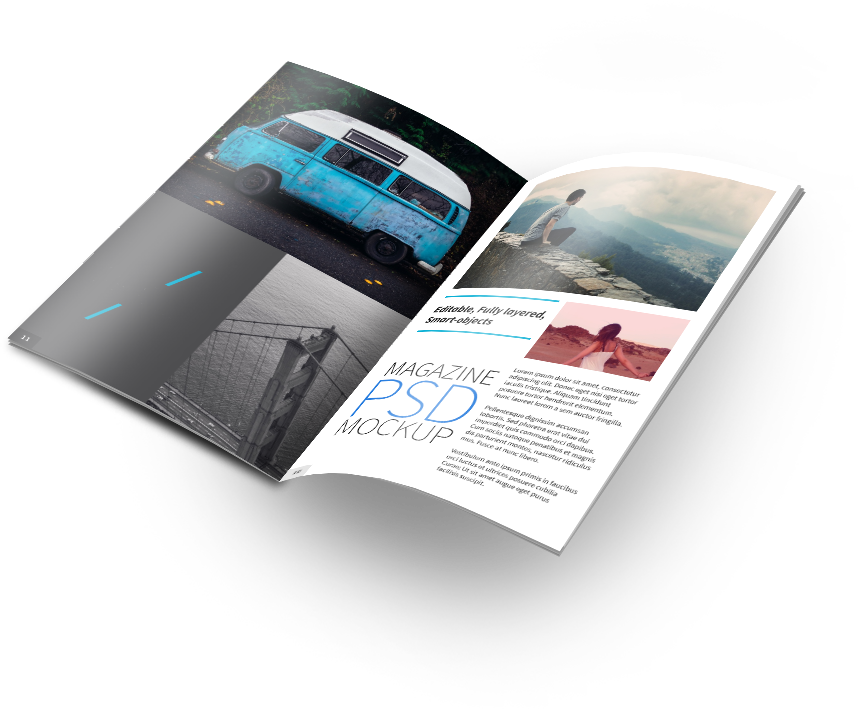 Editable, Fully layered,
Smart-objects
MAGAZINE
PSD
MOCKUP
Lorem ipsum dolor sit amet, consectetur
adipiscing elit. Donec eget nisi eget tortor
iaculis tristique. Aliquam tincidunt
posuere tortor hendrerit elementum.
Nunc laoreet lorem a sem auctor fringilla.
Pellentesque dignissim accumsan
lobortis. Sed pharetra erat vitae dui
imperdiet quis commodo orci dapibus.
Cum sociis natoque penatibus et magnis
dis parturient montes, nascetur ridiculus
mus. Fusce at nunc libero.
Vestibulum ante ipsum primis in faucibus
orci luctus et ultrices posuere cubilia
Curae; Ut sit amet augue eget purus
facilisis suscipit.